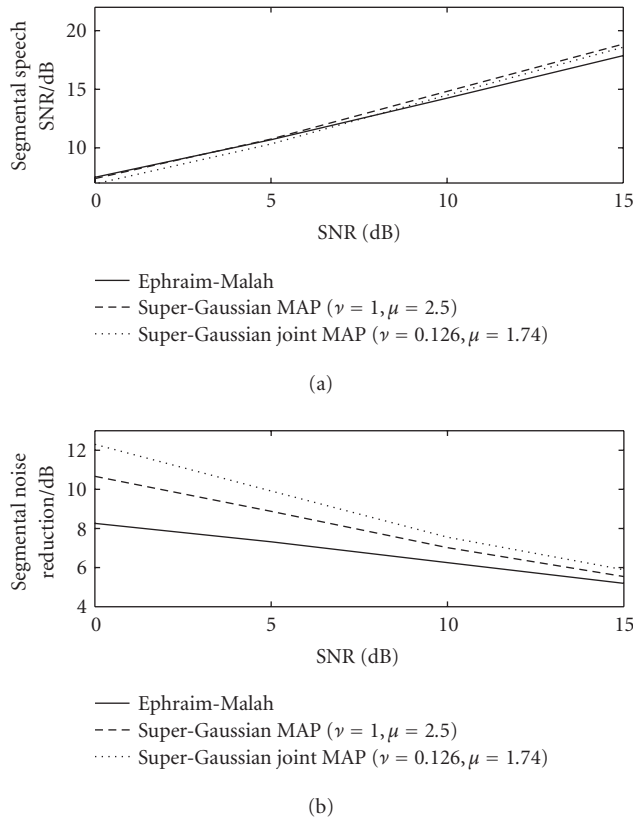 20
15
10
Segmental speech
SNR/dB
0
5
10
15
SNR (dB)
Ephraim-Malah
Super-Gaussian MAP (ν = 1, μ = 2.5)
Super-Gaussian joint MAP (ν = 0.126, μ = 1.74)
(a)
12
10
8
6
4
Segmental noise
reduction/dB
0
5
10
15
SNR (dB)
Ephraim-Malah
Super-Gaussian MAP (ν = 1, μ = 2.5)
Super-Gaussian joint MAP (ν = 0.126, μ = 1.74)
(b)